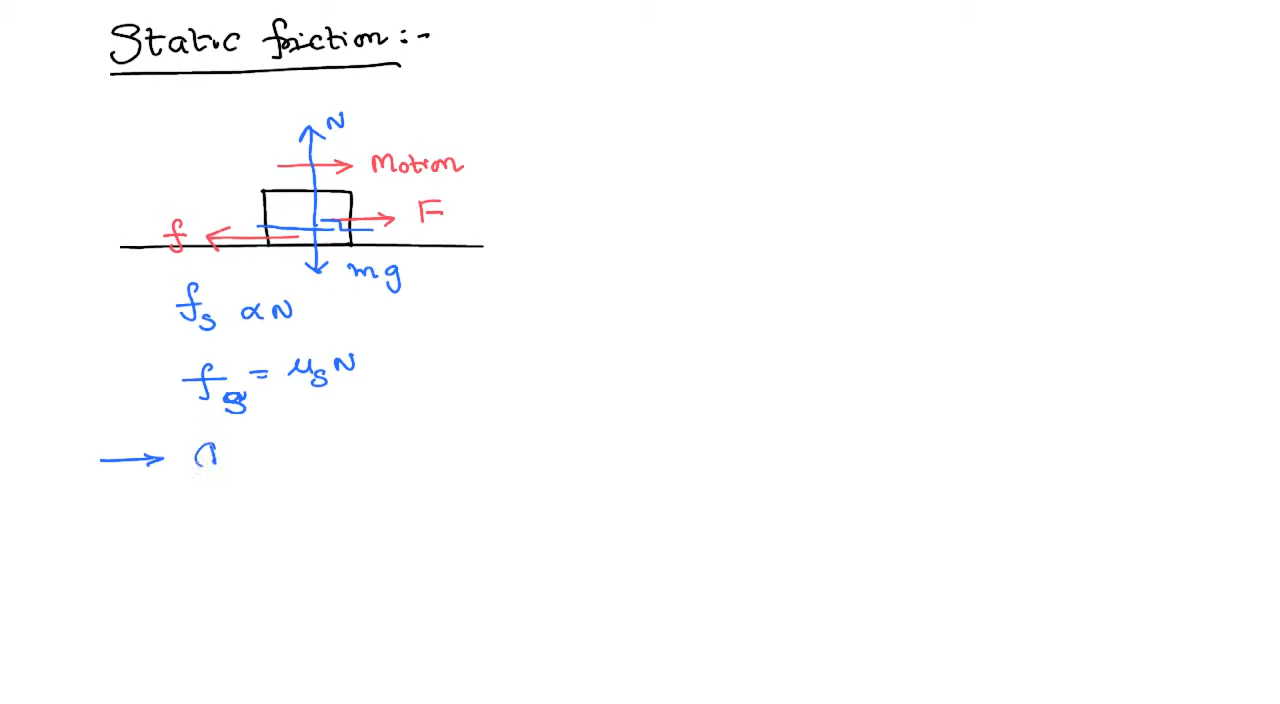 Static friction :-
N
Motion
F
f
mg
fs ∝ N
fs = μs N
→